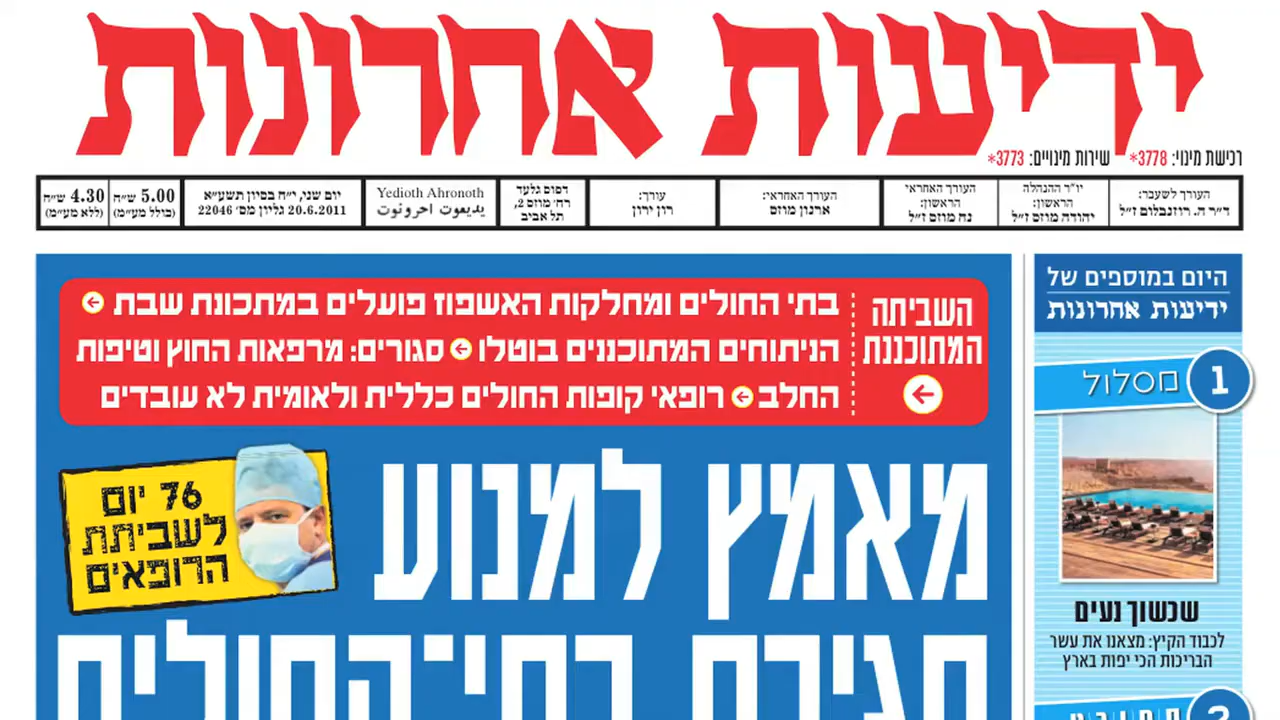 ידיעות אחרונות
רכישת מינוי: 3778* שירות מינויים: 3773*
העורך לשעבר:
ד"ר ה. רוזנבלום ז"ל
יו"ד ההנהלה
הראשון:
יהודה מוזס ז"ל
העורך האחראי
הראשון:
נח מוזס ז"ל
העורך האחראי:
ארנון מוזס
עורך:
רון ירון
דפוס גלעד
רח' מוזס 2,
תל אביב
Yedioth Ahronoth
يديعوت احرونوت
יום שני, י"ח בסיון תשע"א
20.6.2011 גליון מס' 22046
5.00 ש"ח
(כולל מע"מ)
4.30 ש"ח
(ללא מע"מ)
היום במוספים של
ידיעות אחרונות
1
מסלול
שכשוך נעים
לכבוד הקיץ: מצאנו את עשר
הבריכות הכי יפות בארץ
2
השביתה
המתוכננת
בתי החולים ומחלקות האשפוז פועלים במתכונת שבת
הניתוחים המתוכננים בוטלו סגורים: מרפאות החוץ וטיפות
החלב רופאי קופות החולים כללית ולאומית לא עובדים
מאמץ למנוע
סגירת בתי־החולים
76 יום
לשביתת
הרופאים